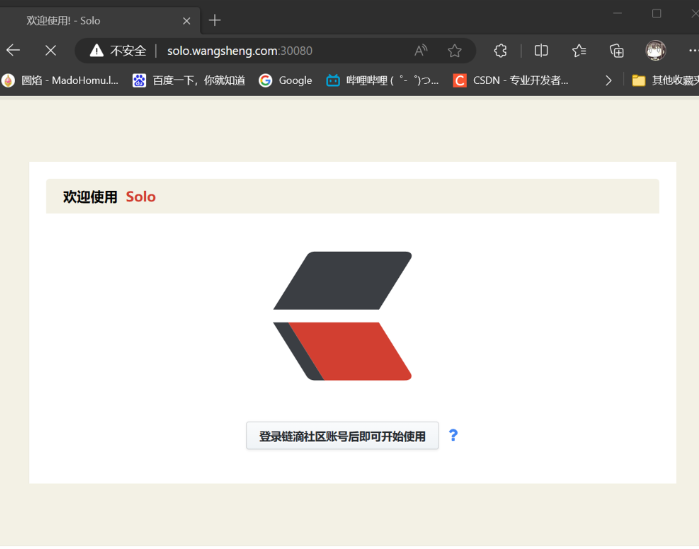 欢迎使用! - Solo
不安全 solo.wangsheng.com:30080
圆焰 - MadoHomu.l... 百度一下，你就知道 Google 哔哩哔哩 ( ゜- ゜)つ... CSDN - 专业开发者... 其他收藏夹
欢迎使用 Solo
登录链滴社区账号后即可开始使用 ?